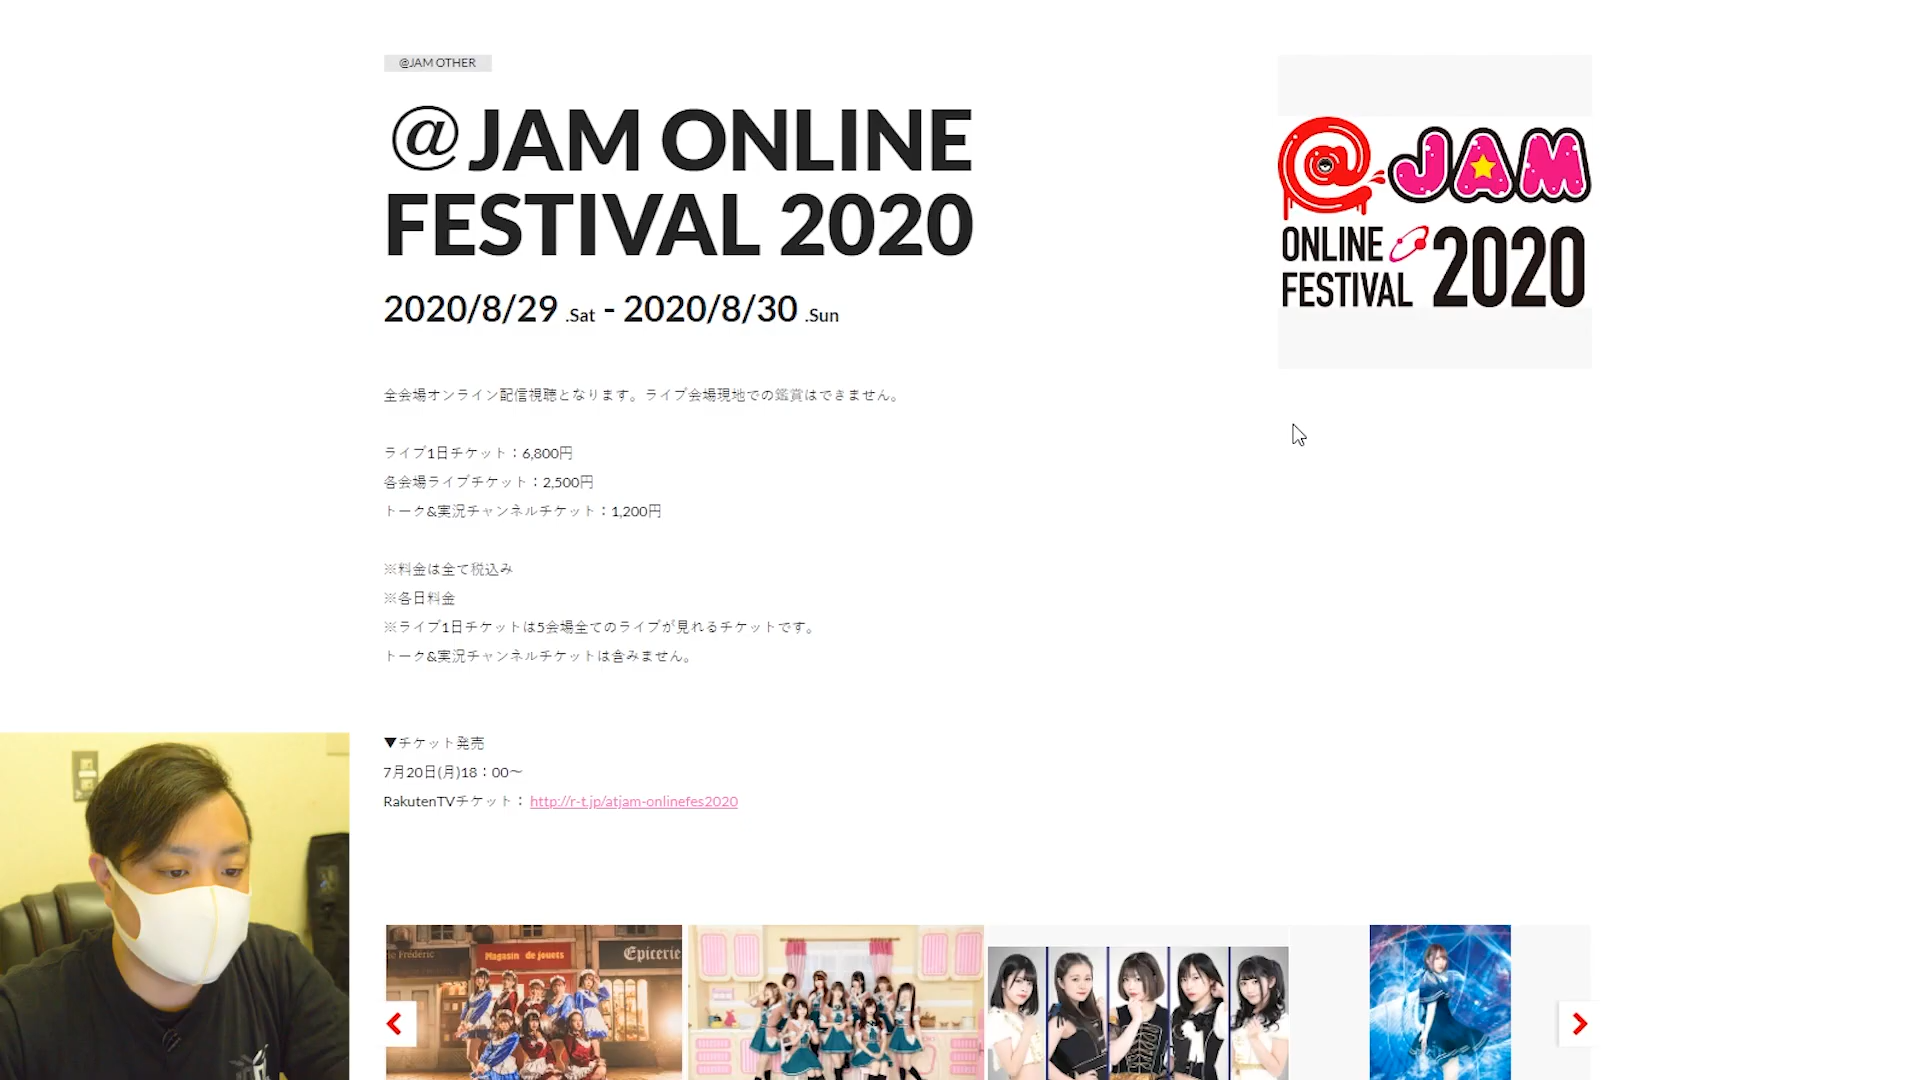 @JAM OTHER
＠JAM ONLINE
FESTIVAL 2020
2020/8/29 .Sat - 2020/8/30 .Sun
@JAM
ONLINE
FESTIVAL 2020
全会場オンライン配信視聴となります。ライブ会場現地での鑑賞はできません。
ライブ1日チケット：6,800円
各会場ライブチケット：2,500円
トーク&実況チャンネルチケット：1,200円
※料金は全て税込み
※各日料金
※ライブ1日チケットは5会場全てのライブが見れるチケットです。
トーク&実況チャンネルチケットは含みません。
▼チケット発売
7月20日(月)18：00〜
RakutenTVチケット： http://r-t.jp/atjam-onlinefes2020
Frédéric
Magasin de jouets
Epicerie